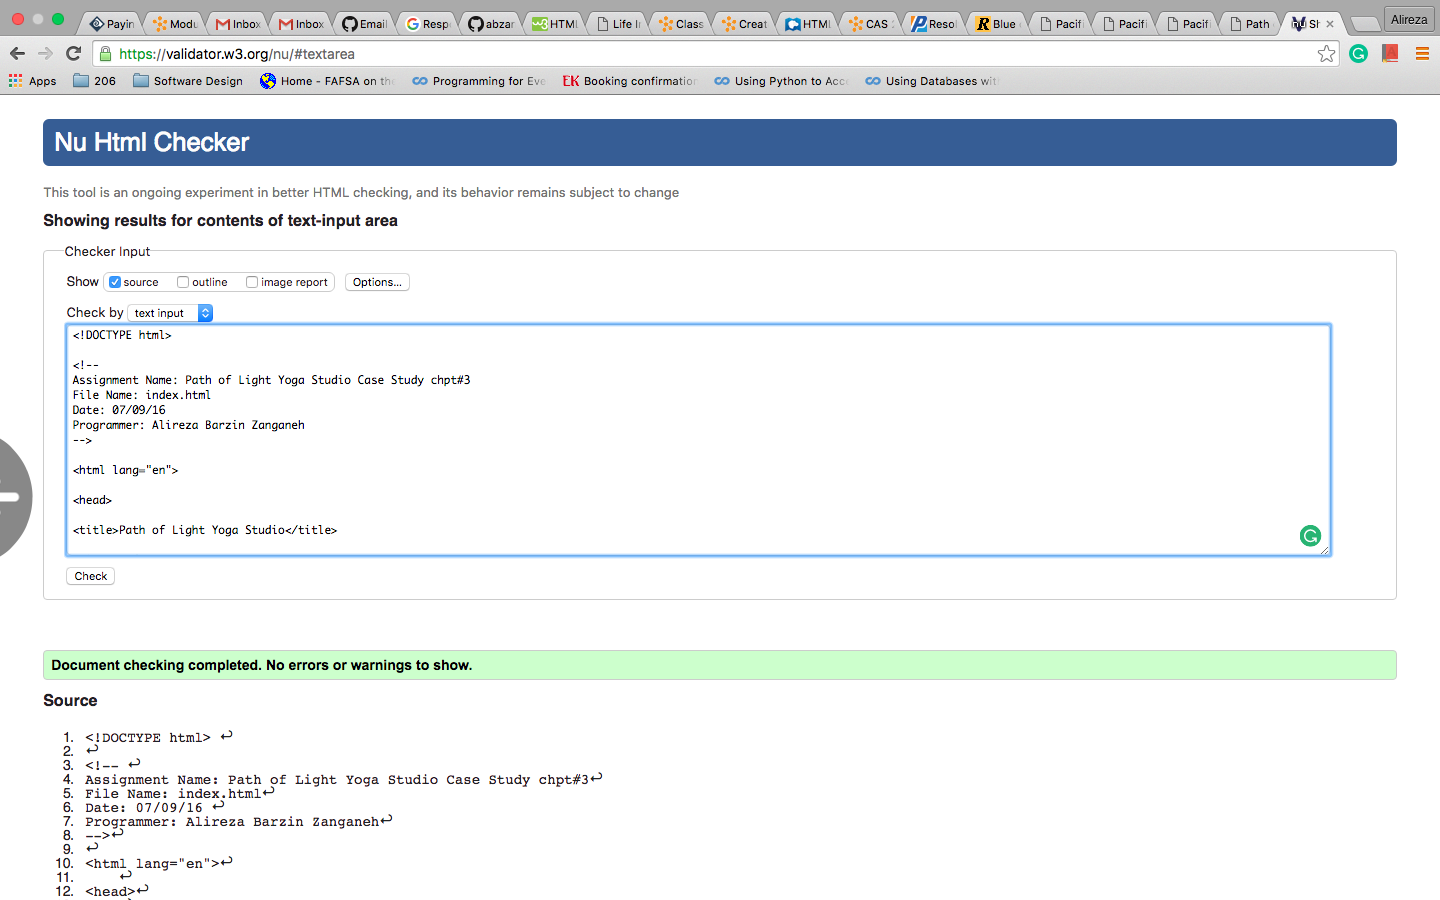 Payin
Modu
Inbox
Inbox
Email
Resp
abzar
HTML
Life In
Class
Creat
HTML
CAS
Resol
Blue
Pacif
Pacifi
Pacif
Path
Sh
Alireza
https://validator.w3.org/nu/#textarea
Apps 206 Software Design Home - FAFSA on the Programming for Eve EK Booking confirmation Using Python to Acce Using Databases with
Nu Html Checker
This tool is an ongoing experiment in better HTML checking, and its behavior remains subject to change
Showing results for contents of text-input area
Checker Input
Show source outline image report Options...
Check by text input
<!DOCTYPE html>
<!--
Assignment Name: Path of Light Yoga Studio Case Study chpt#3
File Name: index.html
Date: 07/09/16
Programmer: Alireza Barzin Zanganeh
-->
<html lang="en">
<head>
<title>Path of Light Yoga Studio</title>
Check
Document checking completed. No errors or warnings to show.
Source
1. <!DOCTYPE html> ↩
2. ↩
3. <!-- ↩
4. Assignment Name: Path of Light Yoga Studio Case Study chpt#3↩
5. File Name: index.html↩
6. Date: 07/09/16 ↩
7. Programmer: Alireza Barzin Zanganeh↩
8. -->↩
9. ↩
10. <html lang="en">↩
11. ↩
12. <head>↩